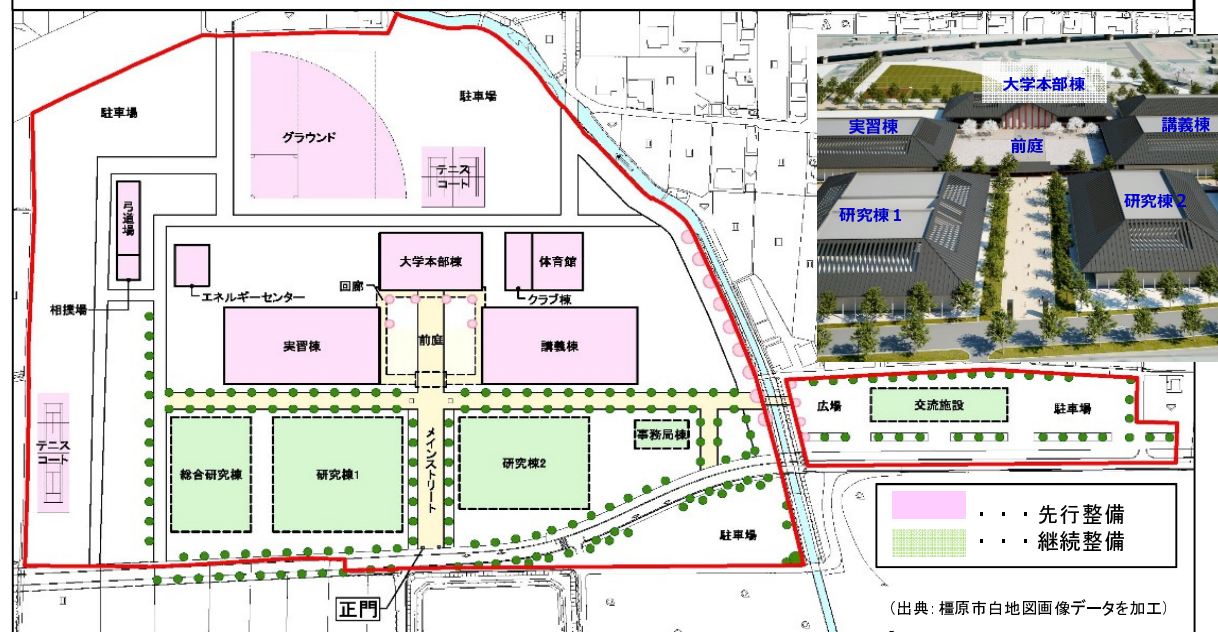 駐車場
駐車場
グラウンド
テニス
コート
弓道場
大学本部棟
体育館
エネルギーセンター
回廊
クラブ棟
相撲場
実習棟
前庭
講義棟
テニス
コート
総合研究棟
研究棟1
メインストリート
研究棟2
事務局棟
駐車場
正門
広場
交流施設
駐車場
大学本部棟
実習棟
講義棟
前庭
研究棟1
研究棟2
・・・先行整備
・・・継続整備
(出典:橿原市白地図画像データを加工)